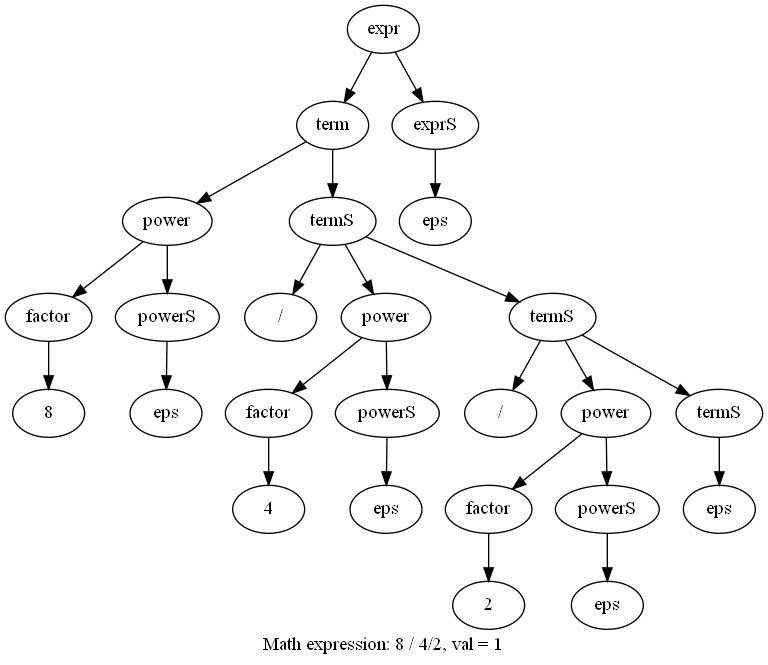 expr
term exprS
power termS eps
factor powerS / power termS
8 eps factor powerS / power termS
4 eps factor powerS eps
2 eps
Math expression: 8 / 4/2, val = 1